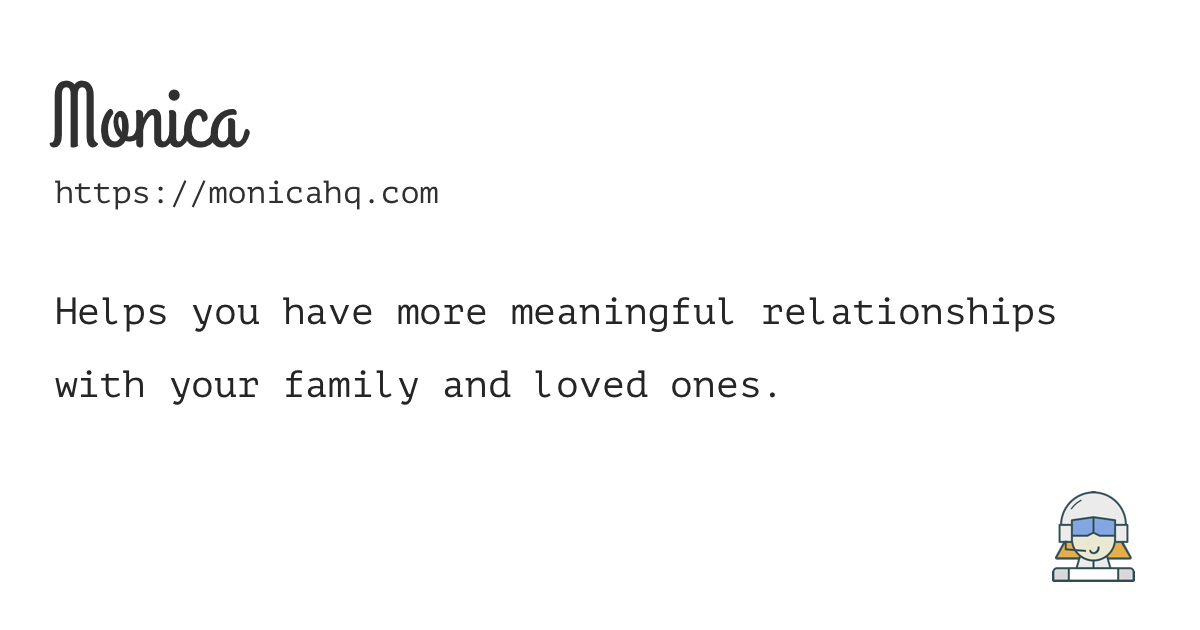 Monica
https://monicahq.com
Helps you have more meaningful relationships
with your family and loved ones.